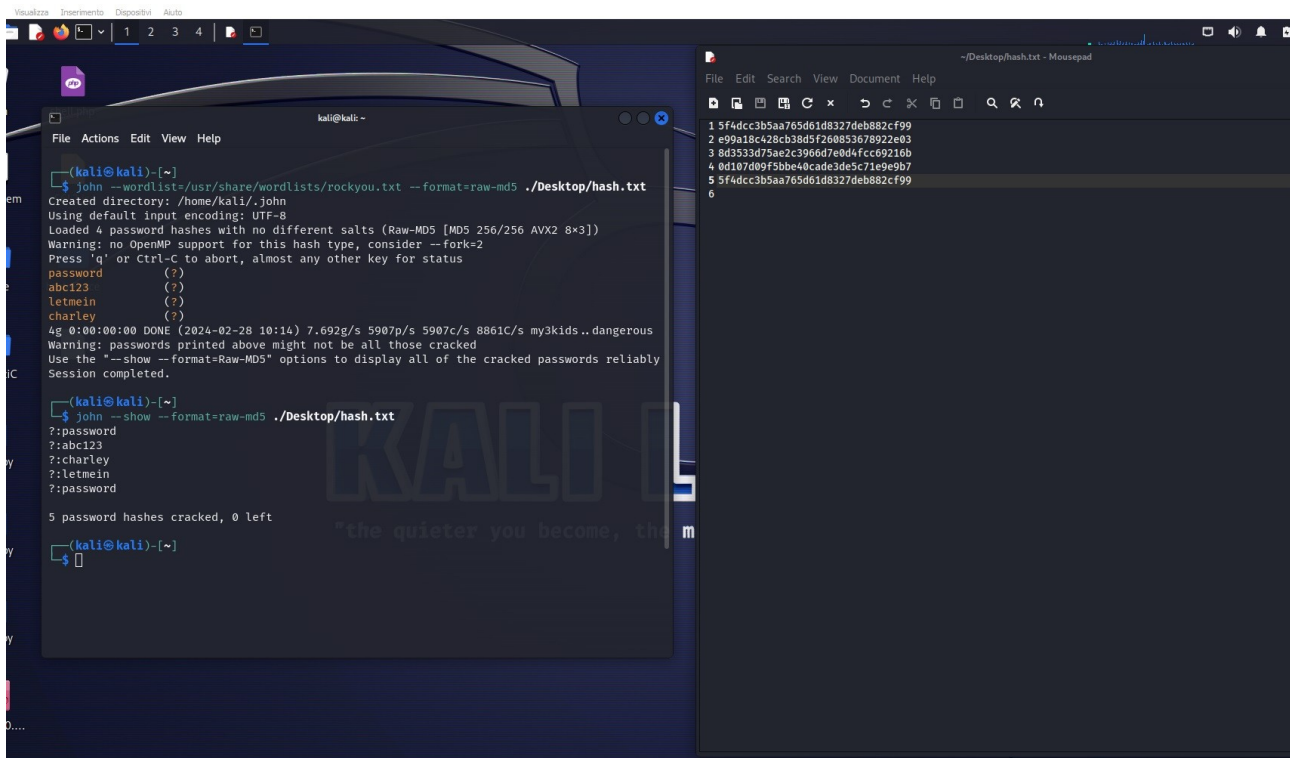 Visualizza Inserimento Dispositivi Aiuto
1 2 3 4
php
em
iC
kali@kali: ~
File Actions Edit View Help
┌──(kali㉿kali)-[~]
└─$ john --wordlist=/usr/share/wordlists/rockyou.txt --format=raw-md5 ./Desktop/hash.txt
Created directory: /home/kali/.john
Using default input encoding: UTF-8
Loaded 4 password hashes with no different salts (Raw-MD5 [MD5 256/256 AVX2 8×3])
Warning: no OpenMP support for this hash type, consider --fork=2
Press 'q' or Ctrl-C to abort, almost any other key for status
password (?)
abc123 (?)
letmein (?)
charley (?)
4g 0:00:00:00 DONE (2024-02-28 10:14) 7.692g/s 5907p/s 5907c/s 8861C/s my3kids..dangerous
Warning: passwords printed above might not be all those cracked
Use the "--show --format=Raw-MD5" options to display all of the cracked passwords reliably
Session completed.
┌──(kali㉿kali)-[~]
└─$ john --show --format=raw-md5 ./Desktop/hash.txt
?:password
?:abc123
?:charley
?:letmein
?:password
5 password hashes cracked, 0 left
┌──(kali㉿kali)-[~]
└─$
KALI L
"the quieter you become, the m
~/Desktop/hash.txt - Mousepad
File Edit Search View Document Help
1 5f4dcc3b5aa765d61d8327deb882cf99
2 e99a18c428cb38d5f260853678922e03
3 8d3533d75ae2c3966d7e0d4fcc69216b
4 0d107d09f5bbe40cade3de5c71e9e9b7
5 5f4dcc3b5aa765d61d8327deb882cf99
6